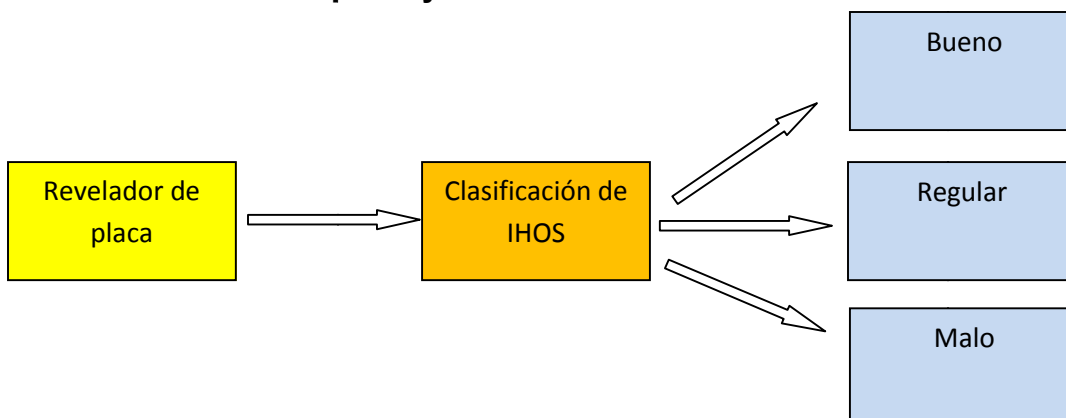 Revelador de
placa
Clasificación de
IHOS
Bueno
Regular
Malo